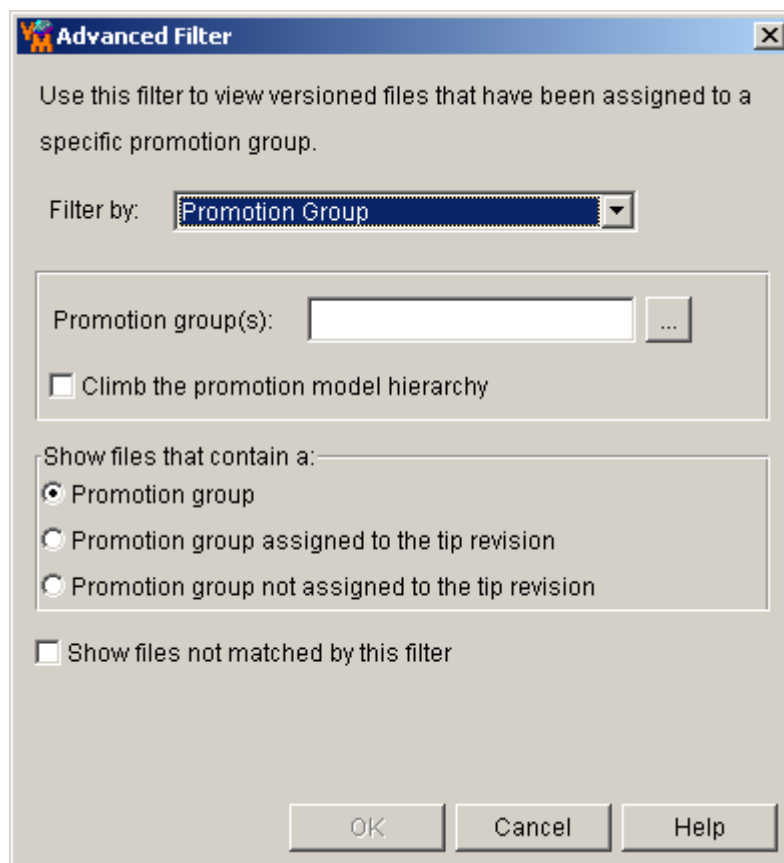 Advanced Filter
Use this filter to view versioned files that have been assigned to a
specific promotion group.
Filter by: Promotion Group
Promotion group(s): ...
Climb the promotion model hierarchy
Show files that contain a:
Promotion group
Promotion group assigned to the tip revision
Promotion group not assigned to the tip revision
Show files not matched by this filter
OK Cancel Help